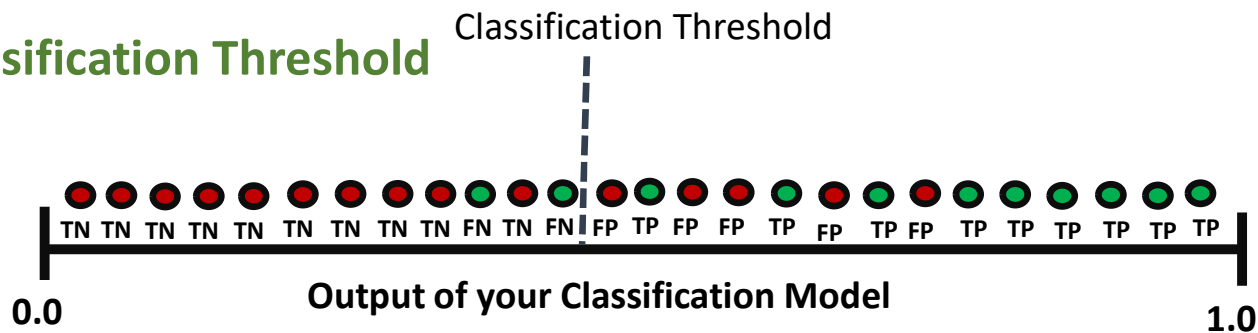 Classification Threshold
sification Threshold
TN TN TN TN TN TN TN TN TN FN TN FN FP TP FP FP TP FP TP FP TP TP TP TP TP TP
Output of your Classification Model
0.0
1.0